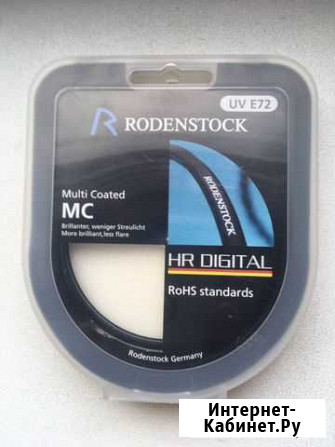 UV E72
RODENSTOCK
Multi Coated
MC
Brillanter, weniger Streulicht
More brilliant,less flare
RODENSTOCK
HR DIGITAL
RoHS standards
Rodenstock Germany
Интернет-
Кабинет.Ру